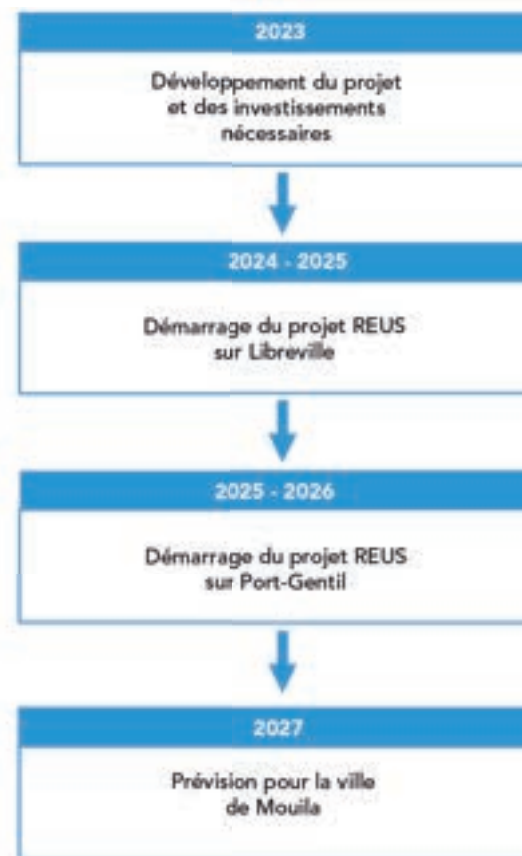 2023
Développement du projet
et des investissements
nécessaires
2024 - 2025
Démarrage du projet REUS
sur Libreville
2025 - 2026
Démarrage du projet REUS
sur Port-Gentil
2027
Prévision pour la ville
de Mouila